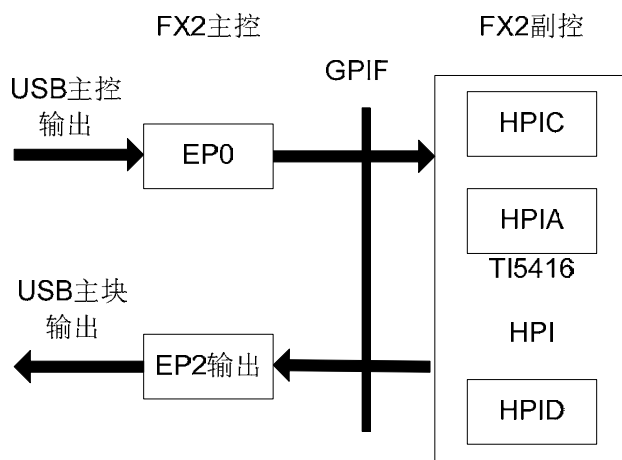 FX2主控
FX2副控
GPIF
USB主控
输出
EP0
HPIC
HPIA
TI5416
HPI
USB主块
输出
EP2输出
HPID